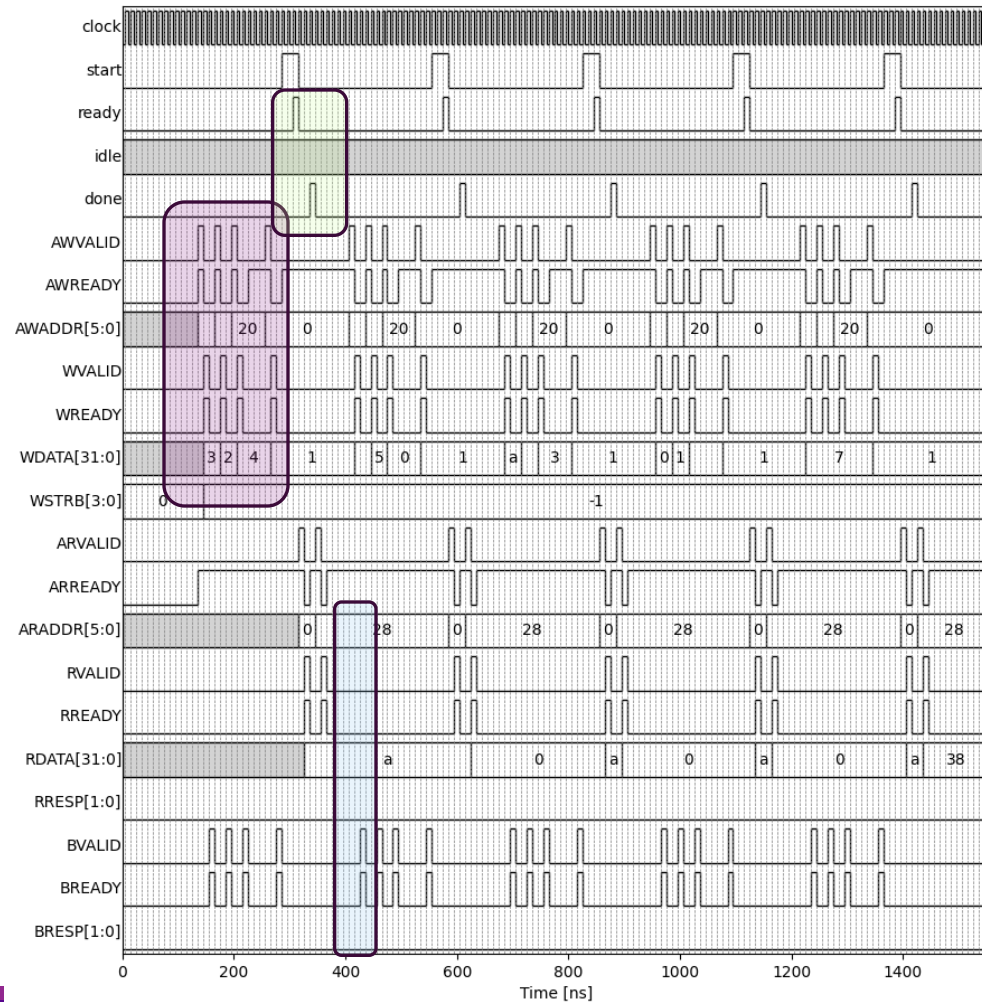 clock
start
ready
idle
done
AWVALID
AWREADY
AWADDR[5:0] 20 0 20 0 20 0 20 0 20 0
WVALID
WREADY
WDATA[31:0] 3 2 4 1 5 0 1 a 3 1 0 1 1 7 1
WSTRB[3:0] 0 -1
ARVALID
ARREADY
ARADDR[5:0] 0 28 0 28 0 28 0 28 0 28
RVALID
RREADY
RDATA[31:0] a 0 a 0 a 0 a 38
RRESP[1:0]
BVALID
BREADY
BRESP[1:0]
0 200 400 600 800 1000 1200 1400
Time [ns]